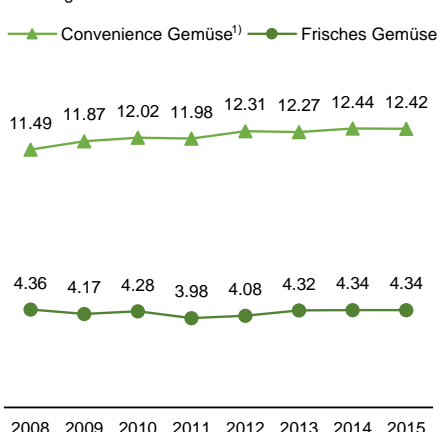 Convenience Gemüse1) Frisches Gemüse
11.49 11.87 12.02 11.98 12.31 12.27 12.44 12.42
4.36 4.17 4.28 3.98 4.08 4.32 4.34 4.34
2008 2009 2010 2011 2012 2013 2014 2015